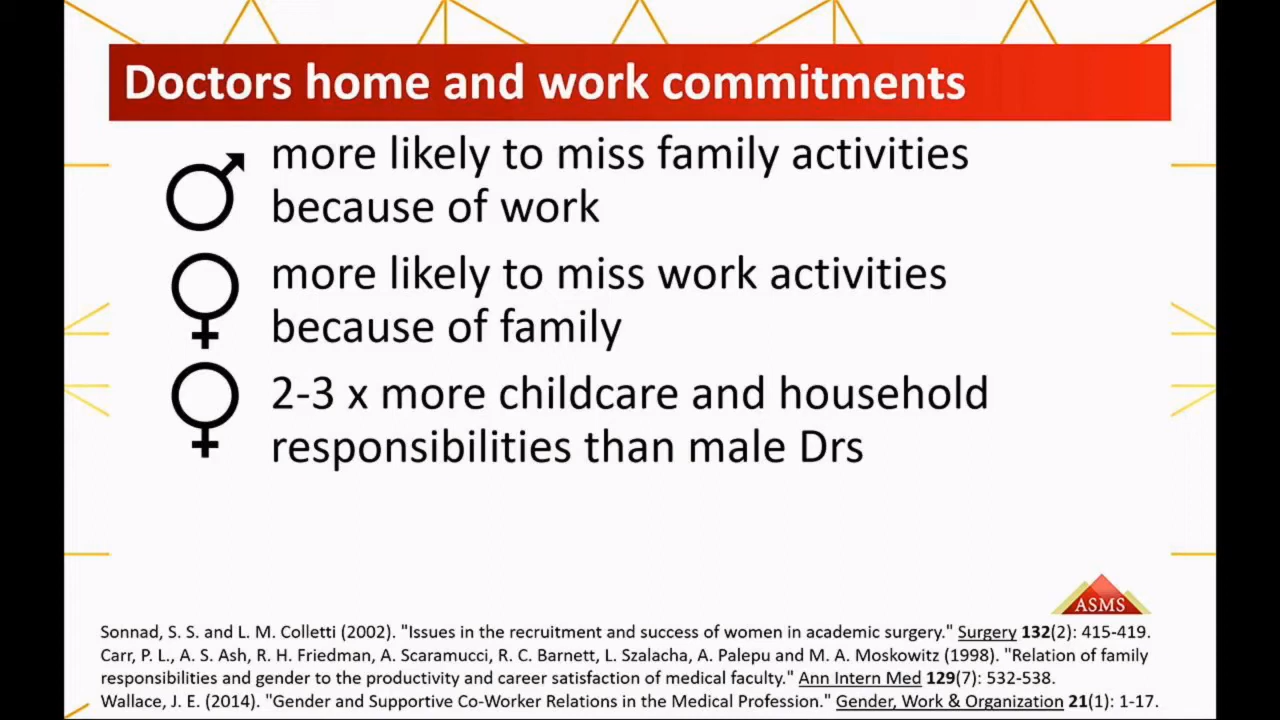 Doctors home and work commitments
more likely to miss family activities
because of work
more likely to miss work activities
because of family
2-3 x more childcare and household
responsibilities than male Drs
ASMS
Sonnad, S. S. and L. M. Colletti (2002). "Issues in the recruitment and success of women in academic surgery." Surgery 132(2): 415-419.
Carr, P. L., A. S. Ash, R. H. Friedman, A. Scaramucci, R. C. Barnett, L. Szalacha, A. Palepu and M. A. Moskowitz (1998). "Relation of family
responsibilities and gender to the productivity and career satisfaction of medical faculty." Ann Intern Med 129(7): 532-538.
Wallace, J. E. (2014). "Gender and Supportive Co-Worker Relations in the Medical Profession." Gender, Work & Organization 21(1): 1-17.